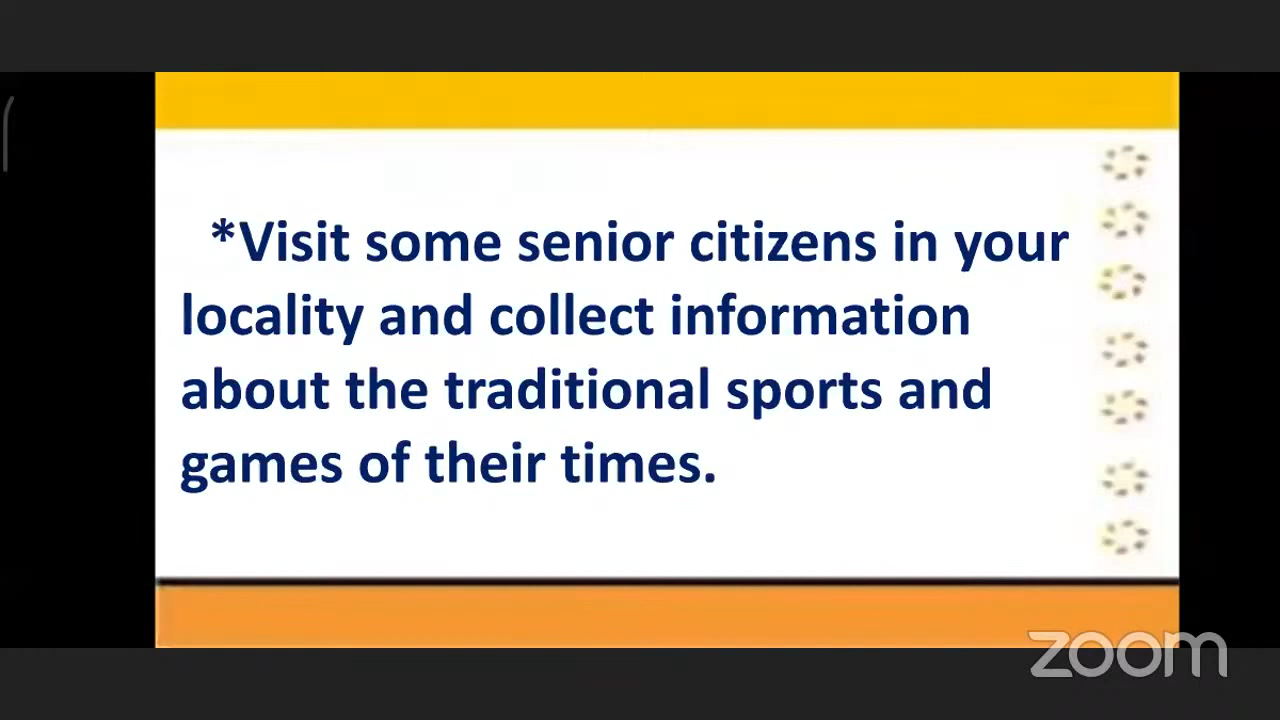 *Visit some senior citizens in your
locality and collect information
about the traditional sports and
games of their times.
zoom